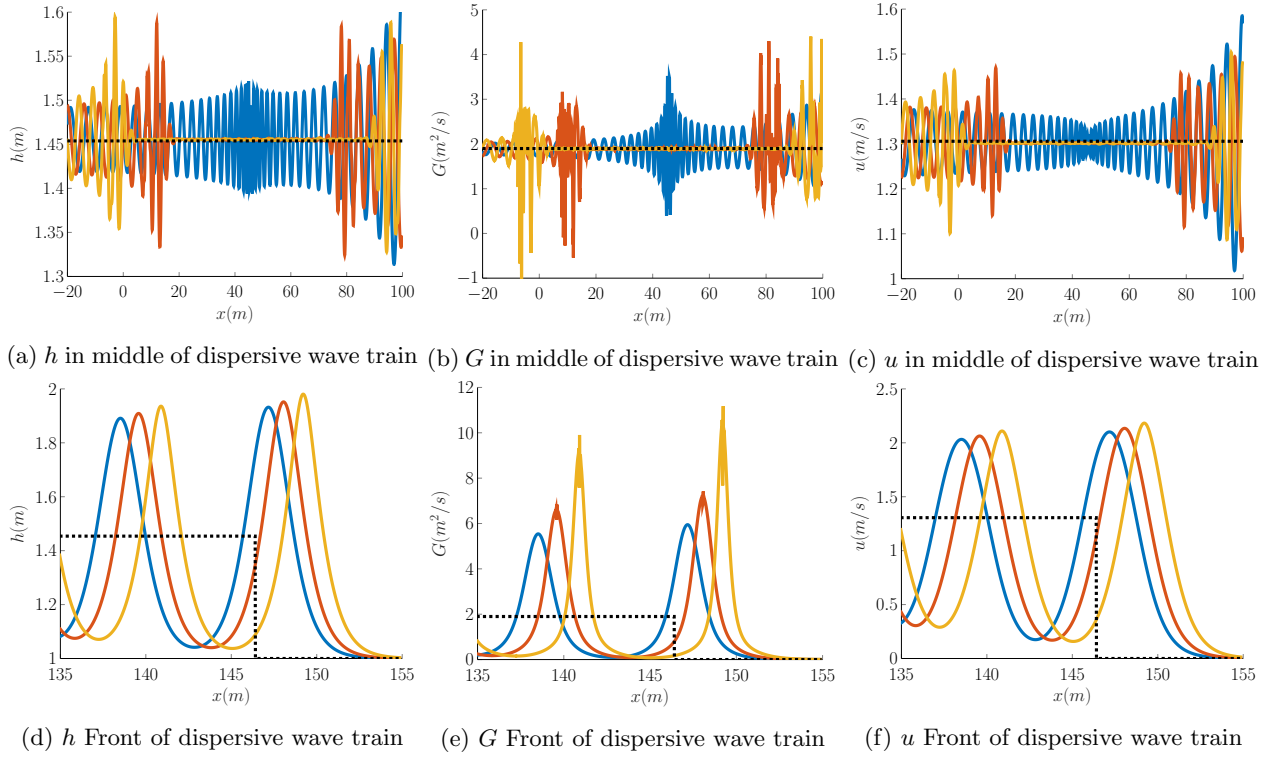 1.6
1.55
1.5
1.45
1.4
1.35
1.3
h(m)
−20 0 20 40 60 80 100
x(m)
5
4
3
2
1
0
−1
G(m²/s)
−20 0 20 40 60 80 100
x(m)
1.6
1.5
1.4
1.3
1.2
1.1
1
u(m/s)
−20 0 20 40 60 80 100
x(m)
(a) h in middle of dispersive wave train
(b) G in middle of dispersive wave train
(c) u in middle of dispersive wave train
2
1.8
1.6
1.4
1.2
1
h(m)
135 140 145 150 155
x(m)
12
10
8
6
4
2
0
G(m²/s)
135 140 145 150 155
x(m)
2.5
2
1.5
1
0.5
0
u(m/s)
135 140 145 150 155
x(m)
(d) h Front of dispersive wave train
(e) G Front of dispersive wave train
(f) u Front of dispersive wave train